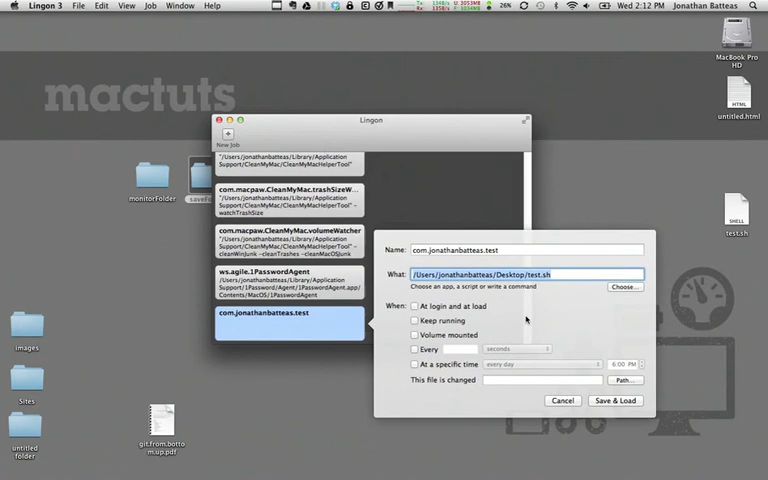 Lingon 3 File Edit View Job Window Help
26% Wed 2:12 PM Jonathan Batteas
MacBook Pro
HD
mactuts
HTML
untitled.html
Lingon
New Job
"/Users/jonathanbatteas/Library/Application
Support/CleanMyMac/CleanMyMacHelperTool"
monitorFolder
com.macpaw.CleanMyMac.trashSizeW...
"/Users/jonathanbatteas/Library/Application
Support/CleanMyMac/CleanMyMacHelperTool" -
watchTrashSize
com.macpaw.CleanMyMac.volumeWatcher
"/Users/jonathanbatteas/Library/Application
Support/CleanMyMac/CleanMyMacHelperTool" -
cleanWinJunk -cleanTrashes -cleanMacOSJunk
ws.agile.1PasswordAgent
/Users/jonathanbatteas/Library/Application
Support/1Password/Agent/1PasswordAgent.app/
Contents/MacOS/1PasswordAgent
com.jonathanbatteas.test
SHELL
test.sh
Name: com.jonathanbatteas.test
What: /Users/jonathanbatteas/Desktop/test.sh
Choose an app, a script or write a command Choose...
When: At login and at load
Keep running
Volume mounted
Every seconds
At a specific time every day 6:00 PM
This file is changed Path...
Cancel Save & Load
images
Sites
untitled
folder
git.from.botto
m.up.pdf